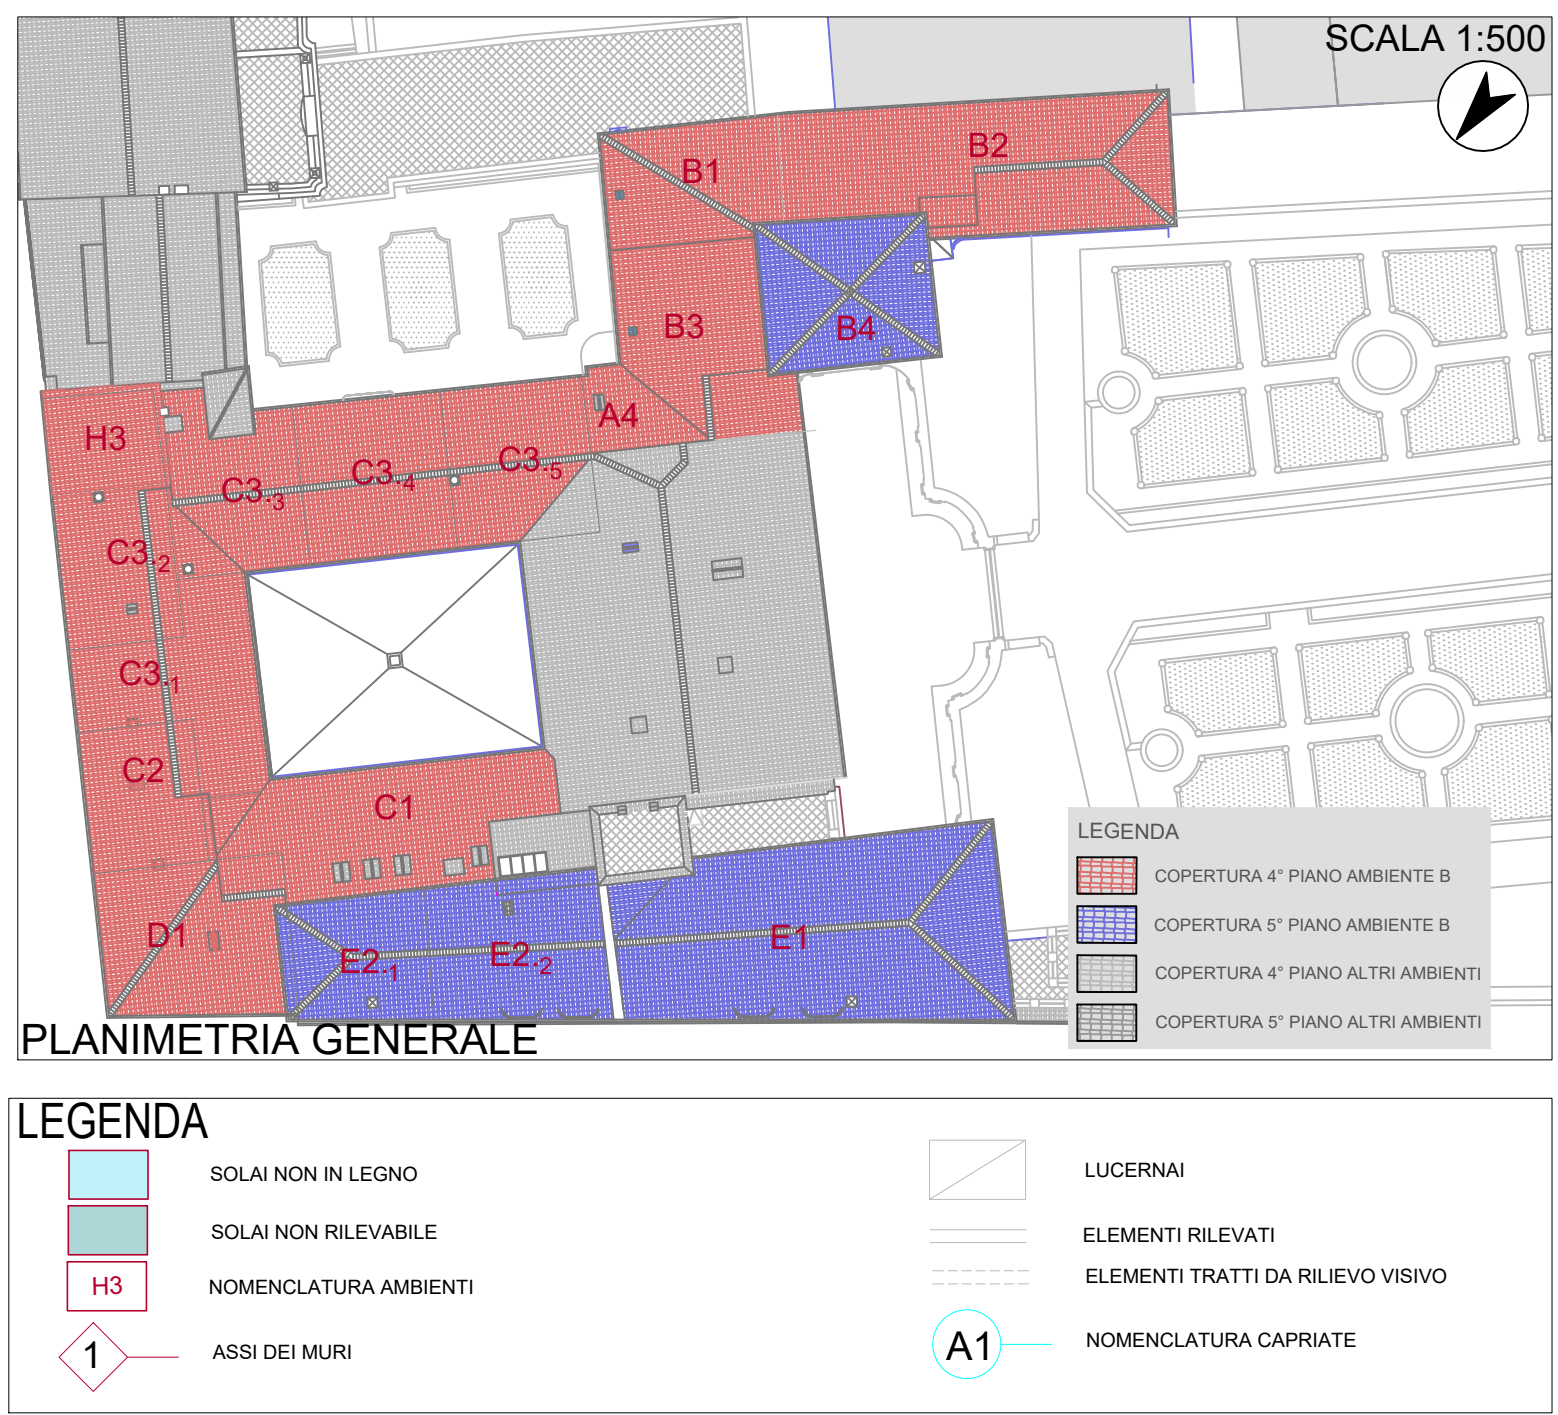 SCALA 1:500
B1
B2
B3
B4
A4
H3
C3.3
C3.4
C3.5
C3.2
C3.1
C2
C1
D1
E2.1
E2.2
E1
LEGENDA
COPERTURA 4° PIANO AMBIENTE B
COPERTURA 5° PIANO AMBIENTE B
COPERTURA 4° PIANO ALTRI AMBIENTI
COPERTURA 5° PIANO ALTRI AMBIENTI
PLANIMETRIA GENERALE
LEGENDA
SOLAI NON IN LEGNO
SOLAI NON RILEVABILE
H3 NOMENCLATURA AMBIENTI
1 ASSI DEI MURI
LUCERNAI
ELEMENTI RILEVATI
ELEMENTI TRATTI DA RILIEVO VISIVO
A1 NOMENCLATURA CAPRIATE